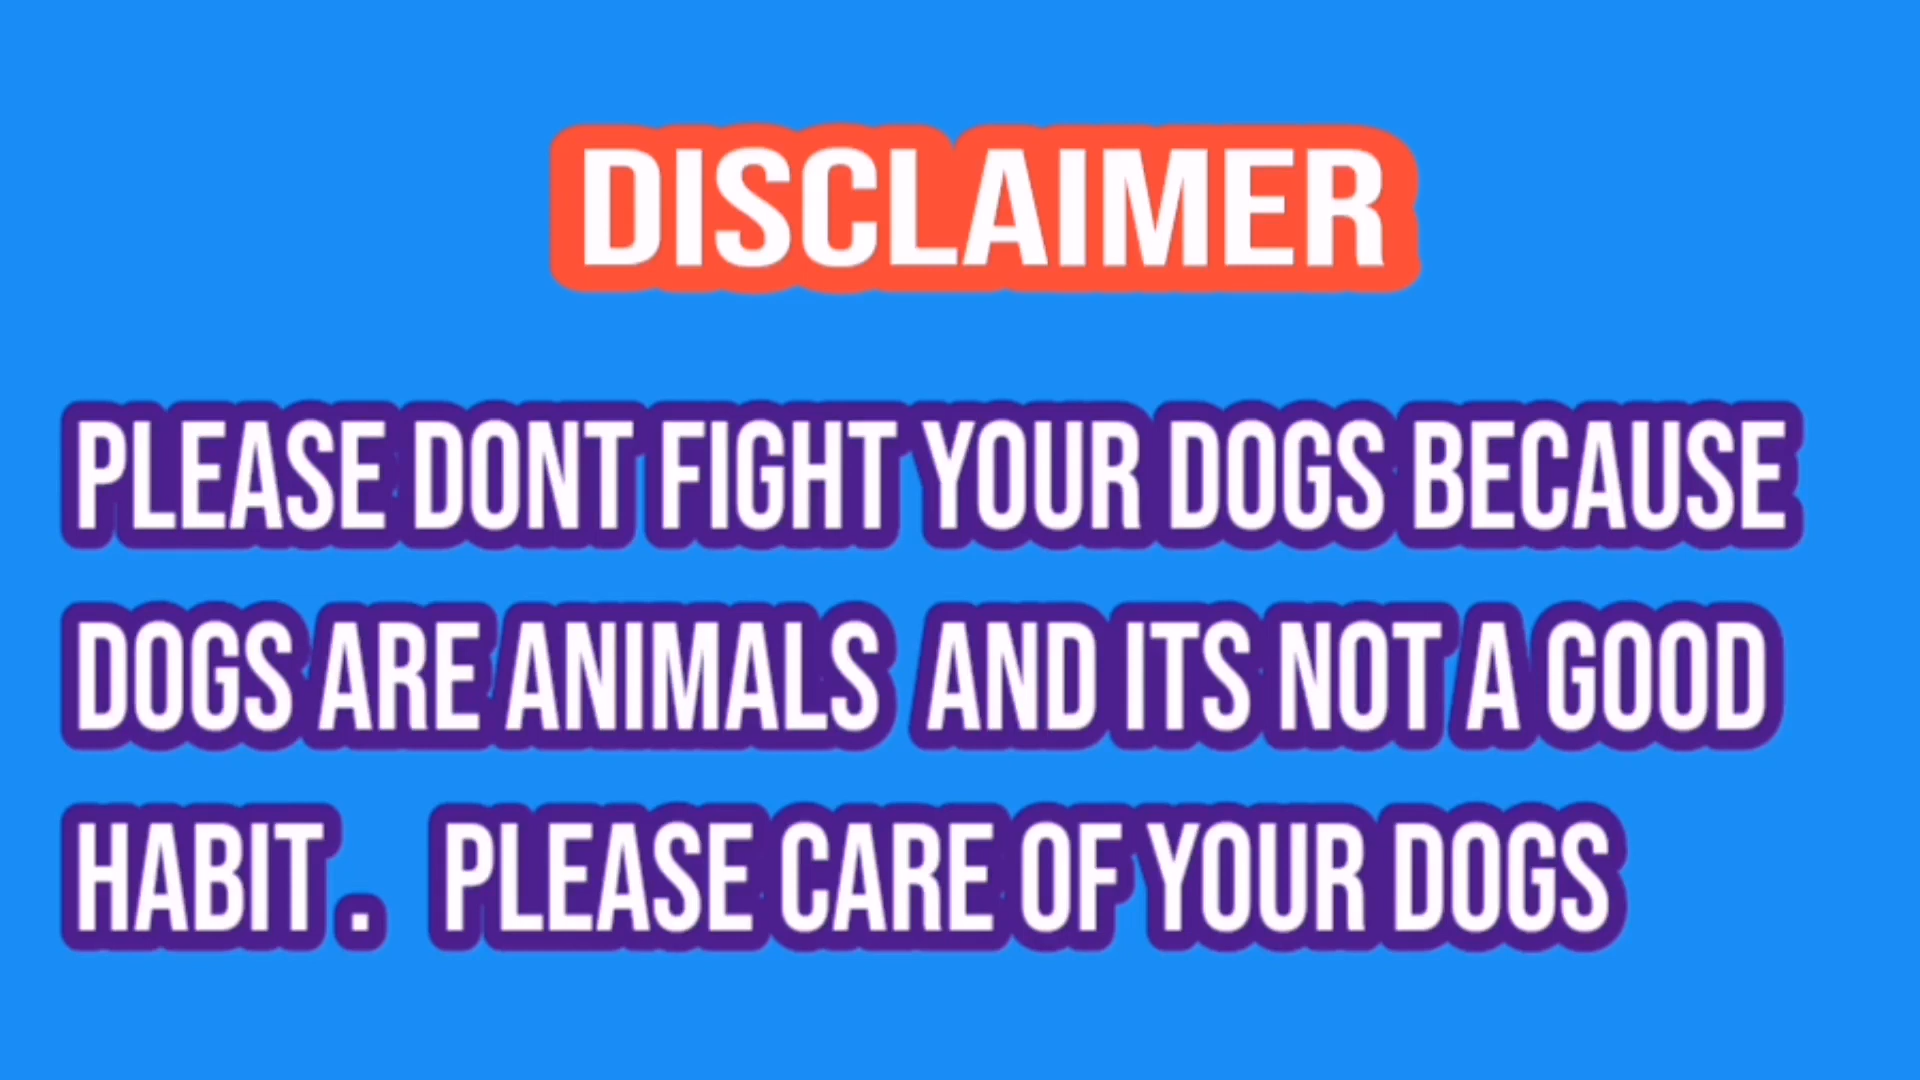 DISCLAIMER
PLEASE DONT FIGHT YOUR DOGS BECAUSE
DOGS ARE ANIMALS AND ITS NOT A GOOD
HABIT. PLEASE CARE OF YOUR DOGS